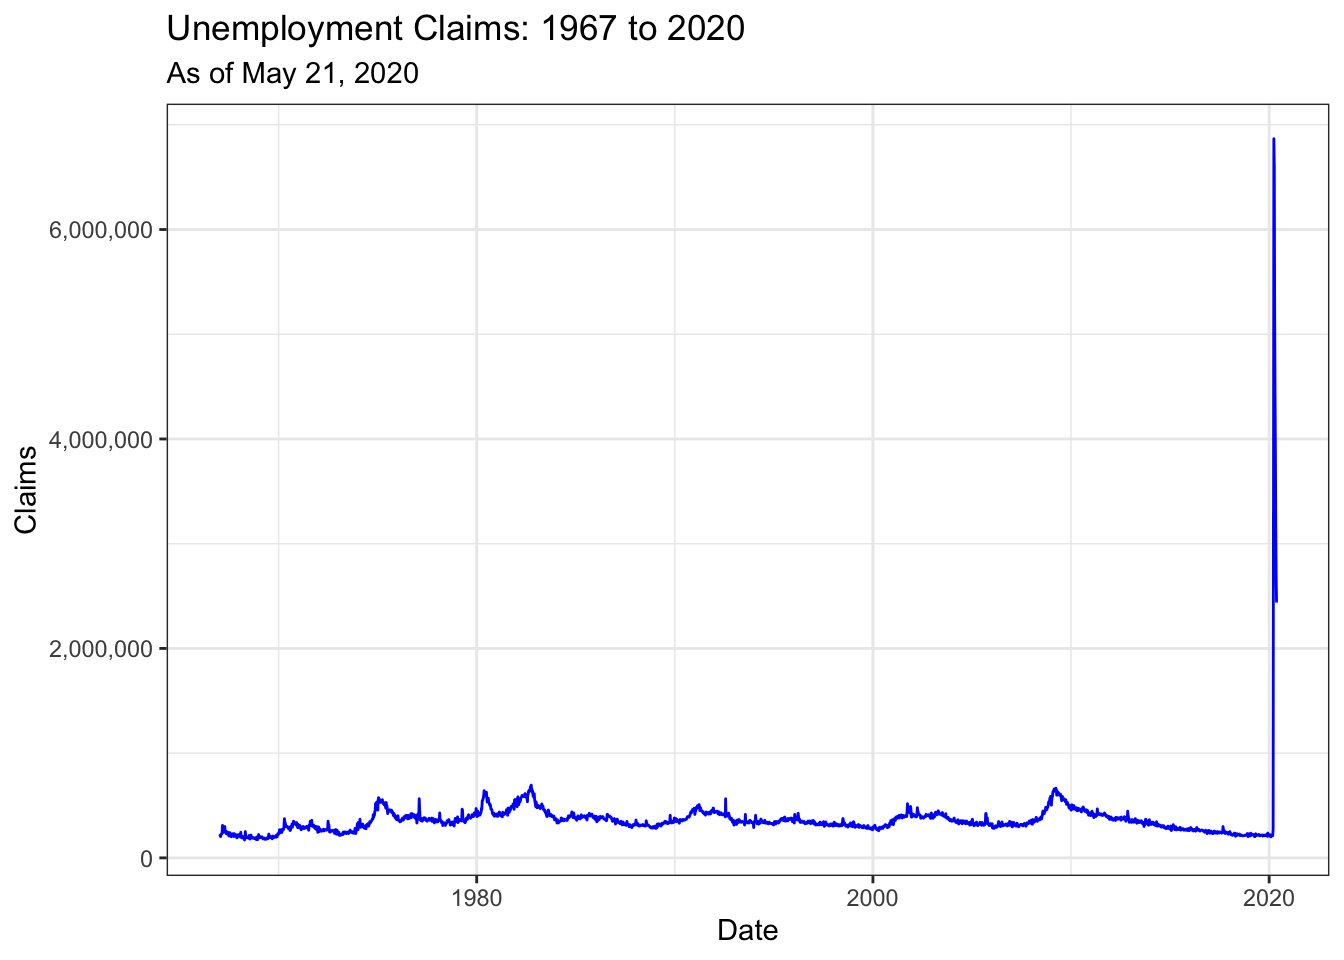 Unemployment Claims: 1967 to 2020
As of May 21, 2020
6,000,000
4,000,000
2,000,000
0
Claims
1980
2000
2020
Date